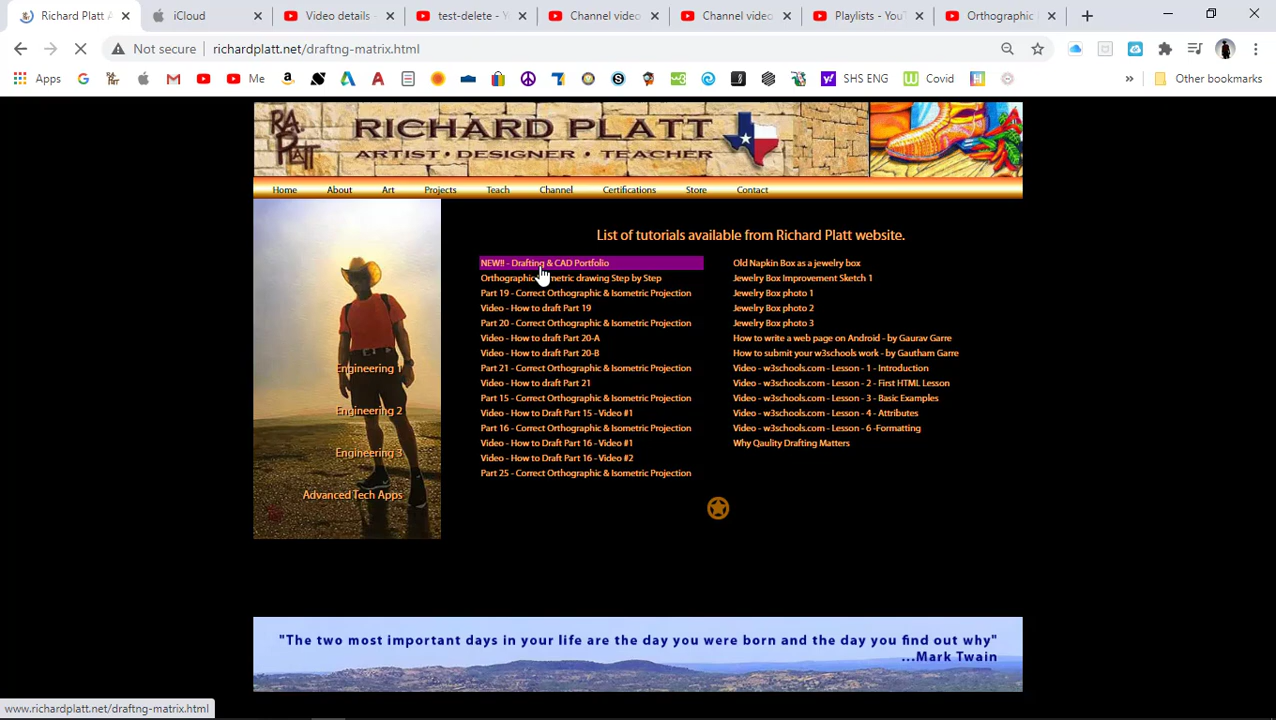 Richard Platt A
iCloud
Video details -
test-delete - Y
Channel video
Channel video
Playlists - YouT
Orthographic
Not secure
richardplatt.net/draftng-matrix.html
Apps
Me
SHS ENG
Covid
»
Other bookmarks
R.A. PLATT
RICHARD PLATT
ARTIST · DESIGNER · TEACHER
Home
About
Art
Projects
Teach
Channel
Certifications
Store
Contact
Engineering 1
Engineering 2
Engineering 3
Advanced Tech Apps
List of tutorials available from Richard Platt website.
NEW!! - Drafting & CAD Portfolio
Orthographic metric drawing Step by Step
Part 19 - Correct Orthographic & Isometric Projection
Video - How to draft Part 19
Part 20 - Correct Orthographic & Isometric Projection
Video - How to draft Part 20-A
Video - How to draft Part 20-B
Part 21 - Correct Orthographic & Isometric Projection
Video - How to draft Part 21
Part 15 - Correct Orthographic & Isometric Projection
Video - How to Draft Part 15 - Video #1
Part 16 - Correct Orthographic & Isometric Projection
Video - How to Draft Part 16 - Video #1
Video - How to Draft Part 16 - Video #2
Part 25 - Correct Orthographic & Isometric Projection
Old Napkin Box as a jewelry box
Jewelry Box Improvement Sketch 1
Jewelry Box photo 1
Jewelry Box photo 2
Jewelry Box photo 3
How to write a web page on Android - by Gaurav Garre
How to submit your w3schools work - by Gautham Garre
Video - w3schools.com - Lesson - 1 - Introduction
Video - w3schools.com - Lesson - 2 - First HTML Lesson
Video - w3schools.com - Lesson - 3 - Basic Examples
Video - w3schools.com - Lesson - 4 - Attributes
Video - w3schools.com - Lesson - 6 -Formatting
Why Qaulity Drafting Matters
"The two most important days in your life are the day you were born and the day you find out why"
...Mark Twain
www.richardplatt.net/draftng-matrix.html